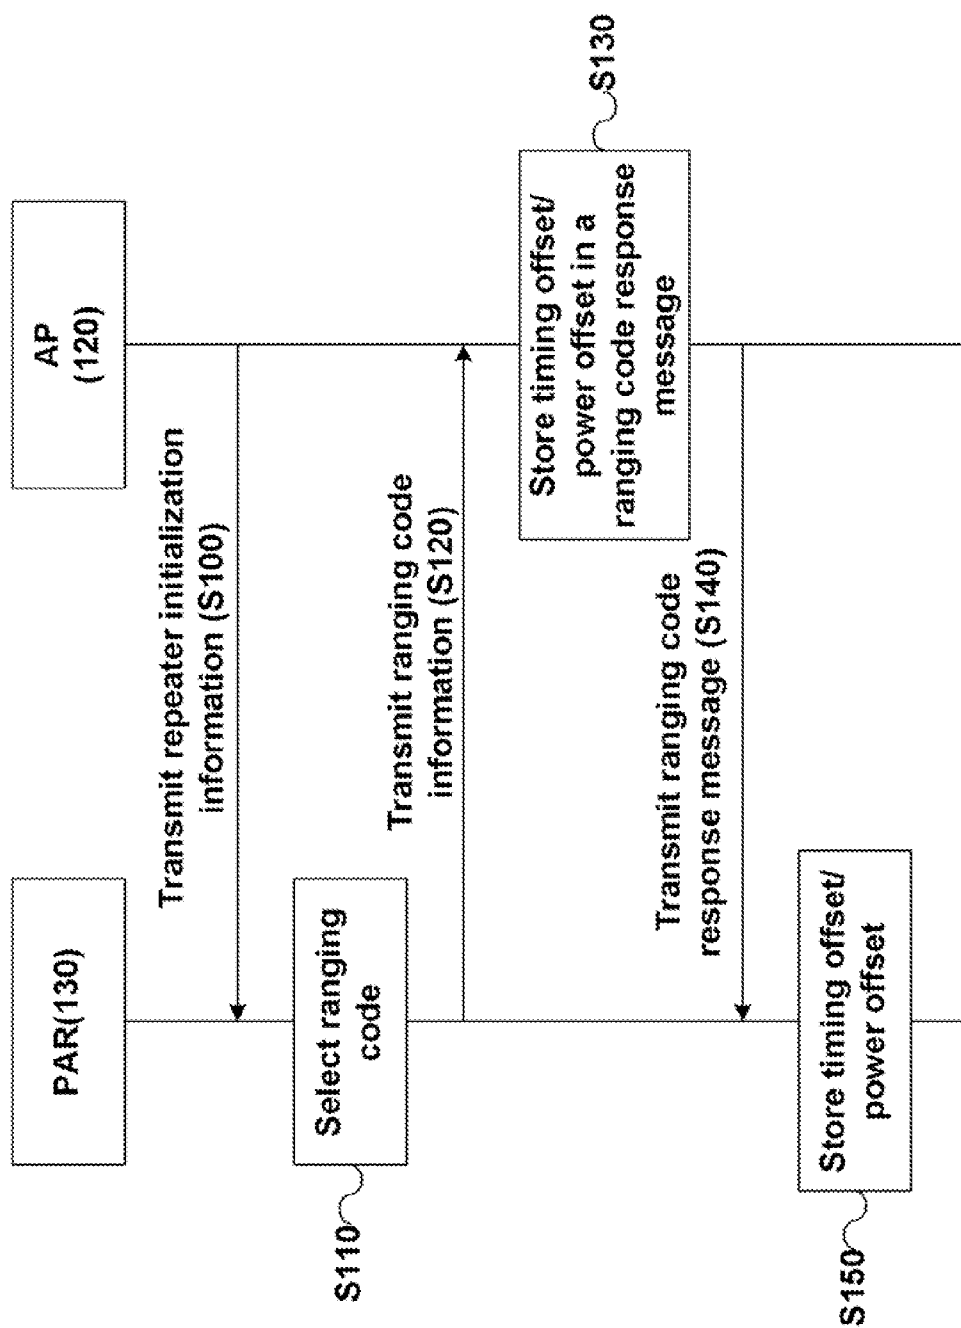 PAR(130)
AP
(120)
Transmit repeater initialization
information (S100)
Select ranging
code
S110
Transmit ranging code
information (S120)
Store timing offset/
power offset in a
ranging code response
message
S130
Transmit ranging code
response message (S140)
Store timing offset/
power offset
S150